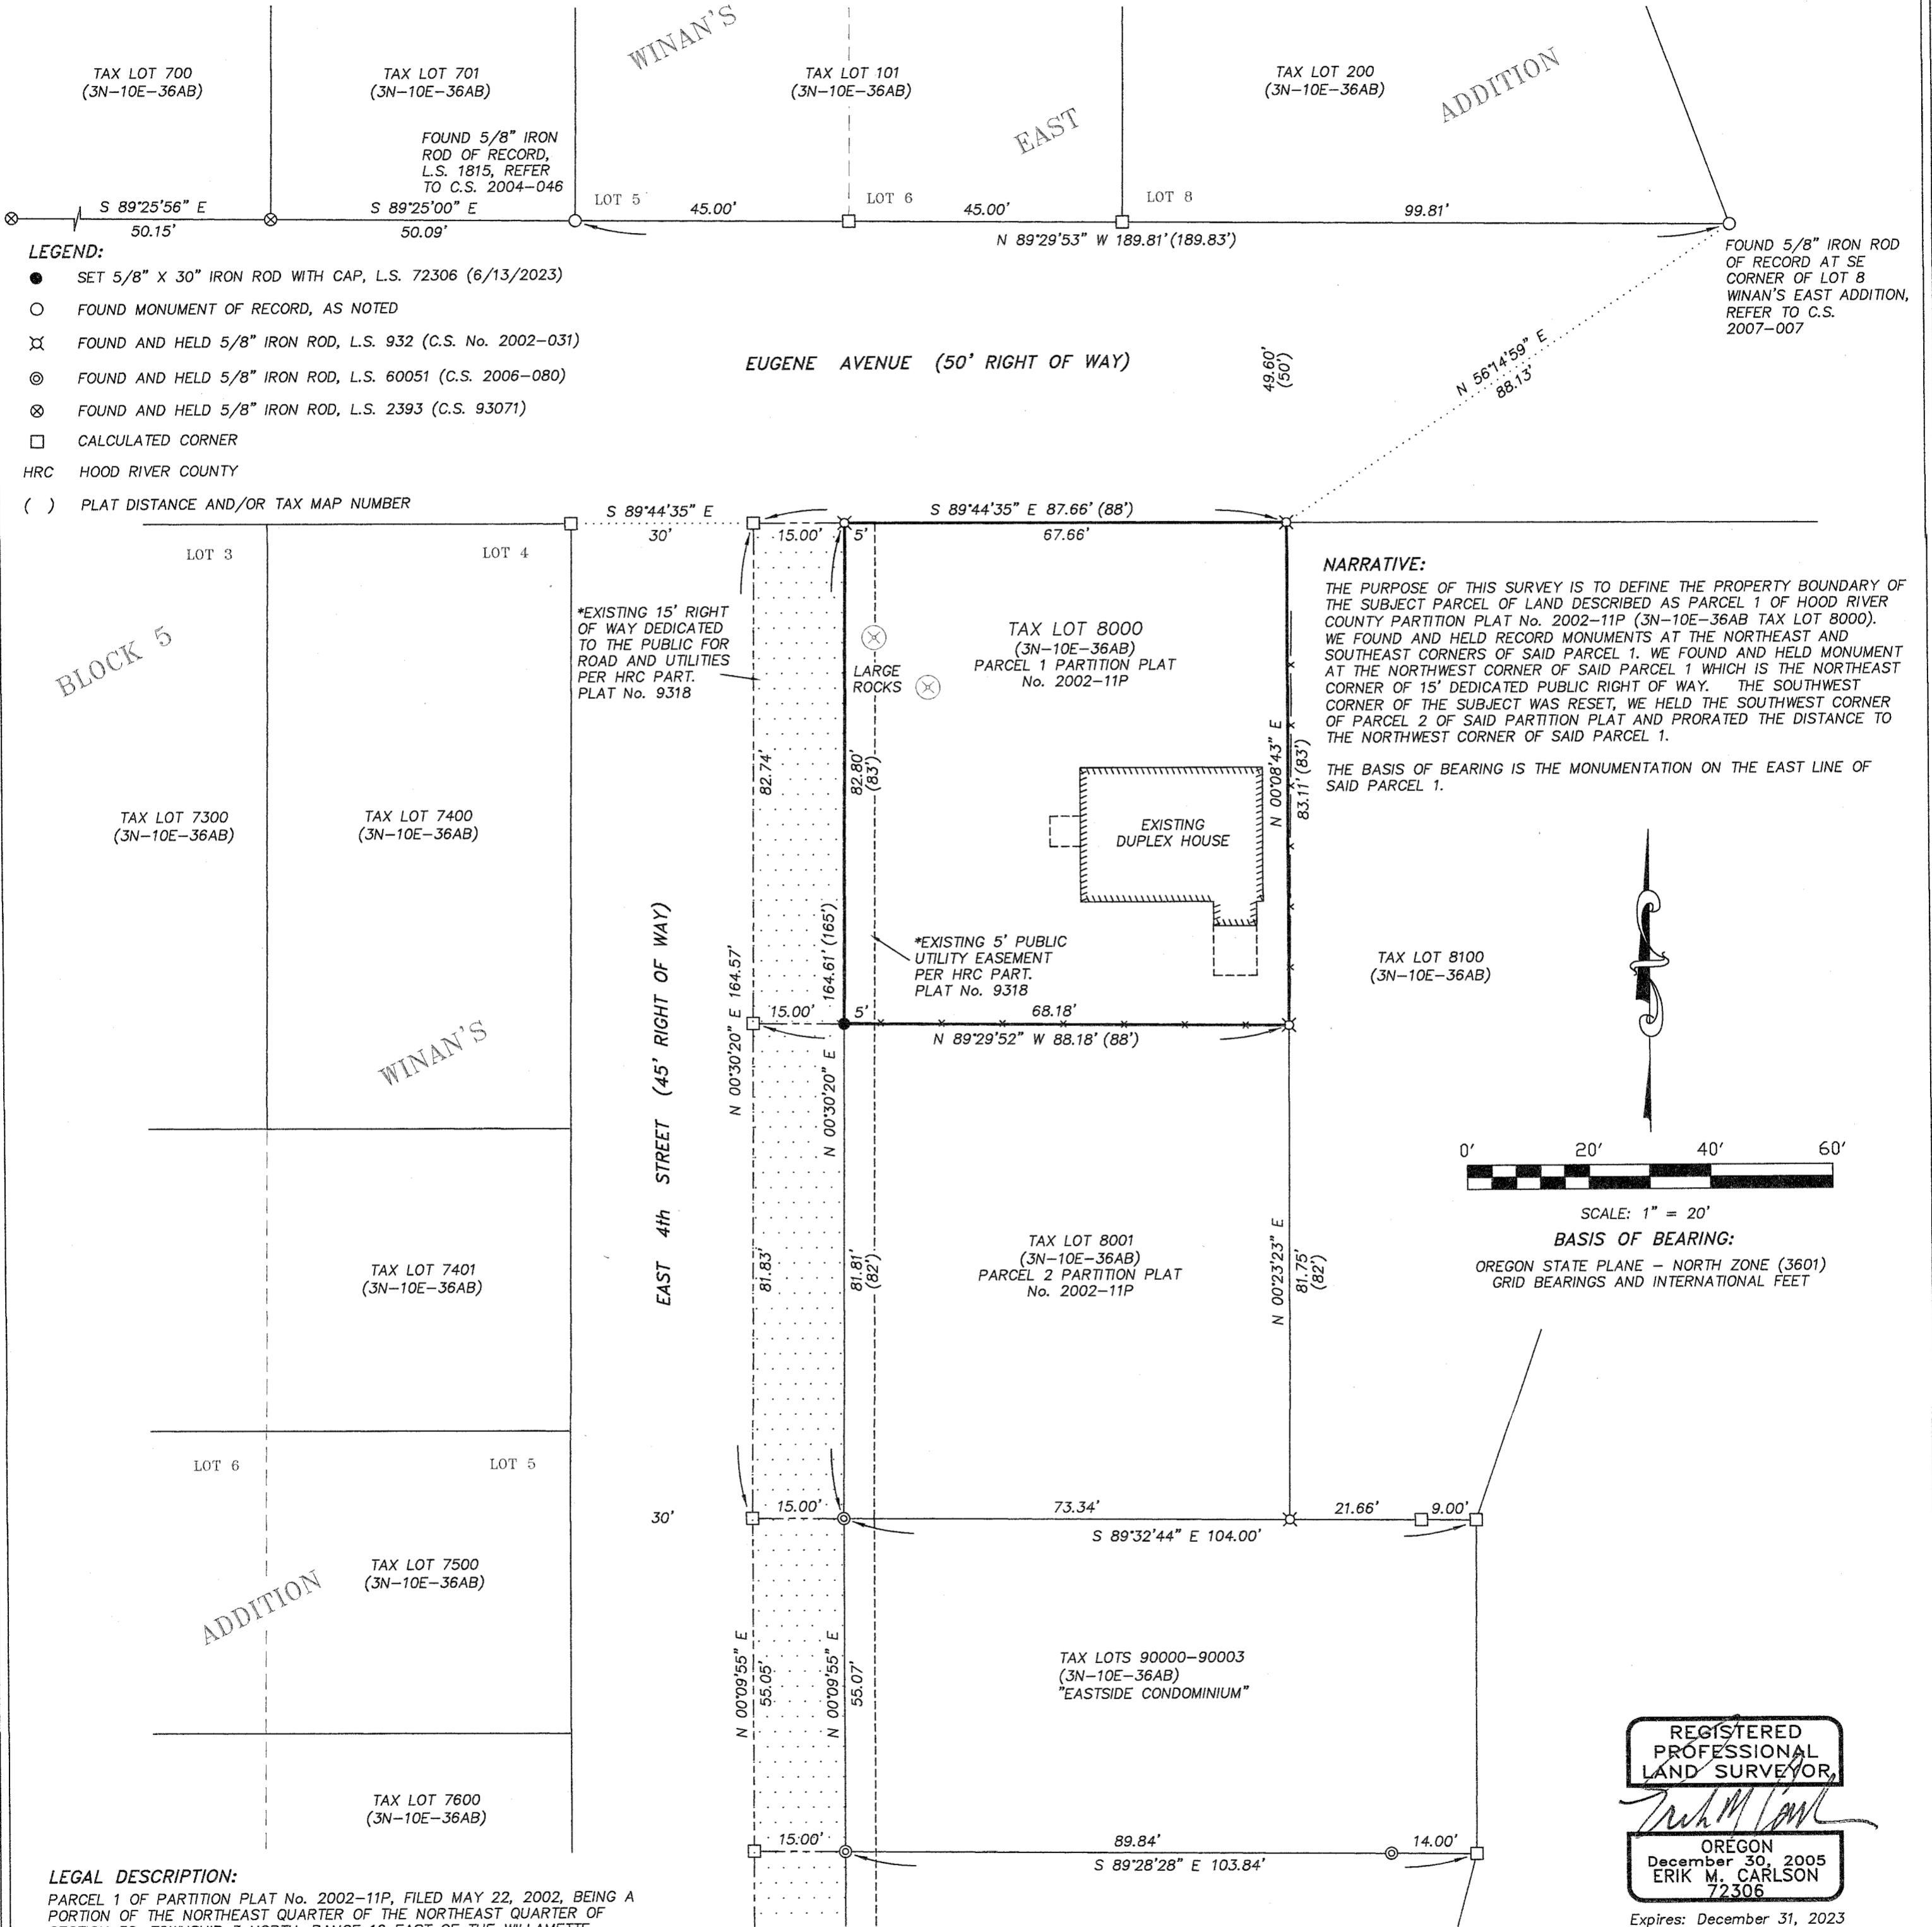 WINAN'S
EAST
ADDITION
TAX LOT 700
(3N-10E-36AB)
TAX LOT 701
(3N-10E-36AB)
TAX LOT 101
(3N-10E-36AB)
TAX LOT 200
(3N-10E-36AB)
FOUND 5/8" IRON
ROD OF RECORD,
L.S. 1815, REFER
TO C.S. 2004-046
LOT 5
LOT 6
LOT 8
S 89°25'56" E
50.15'
S 89°25'00" E
50.09'
45.00'
45.00'
99.81'
N 89°29'53" W 189.81'(189.83')
FOUND 5/8" IRON ROD
OF RECORD AT SE
CORNER OF LOT 8
WINAN'S EAST ADDITION,
REFER TO C.S.
2007-007
LEGEND:
SET 5/8" X 30" IRON ROD WITH CAP, L.S. 72306 (6/13/2023)
FOUND MONUMENT OF RECORD, AS NOTED
FOUND AND HELD 5/8" IRON ROD, L.S. 932 (C.S. No. 2002-031)
FOUND AND HELD 5/8" IRON ROD, L.S. 60051 (C.S. 2006-080)
FOUND AND HELD 5/8" IRON ROD, L.S. 2393 (C.S. 93071)
CALCULATED CORNER
HRC HOOD RIVER COUNTY
( ) PLAT DISTANCE AND/OR TAX MAP NUMBER
EUGENE AVENUE (50' RIGHT OF WAY)
49.60'
(50')
N 56°14'59" E
88.13'
S 89°44'35" E
30'
15.00'
5'
S 89°44'35" E 87.66' (88')
67.66'
LOT 3
LOT 4
BLOCK 5
*EXISTING 15' RIGHT
OF WAY DEDICATED
TO THE PUBLIC FOR
ROAD AND UTILITIES
PER HRC PART.
PLAT No. 9318
LARGE
ROCKS
TAX LOT 8000
(3N-10E-36AB)
PARCEL 1 PARTITION PLAT
No. 2002-11P
NARRATIVE:
THE PURPOSE OF THIS SURVEY IS TO DEFINE THE PROPERTY BOUNDARY OF
THE SUBJECT PARCEL OF LAND DESCRIBED AS PARCEL 1 OF HOOD RIVER
COUNTY PARTITION PLAT No. 2002-11P (3N-10E-36AB TAX LOT 8000).
WE FOUND AND HELD RECORD MONUMENTS AT THE NORTHEAST AND
SOUTHEAST CORNERS OF SAID PARCEL 1. WE FOUND AND HELD MONUMENT
AT THE NORTHWEST CORNER OF SAID PARCEL 1 WHICH IS THE NORTHEAST
CORNER OF 15' DEDICATED PUBLIC RIGHT OF WAY. THE SOUTHWEST
CORNER OF THE SUBJECT WAS RESET, WE HELD THE SOUTHWEST CORNER
OF PARCEL 2 OF SAID PARTITION PLAT AND PRORATED THE DISTANCE TO
THE NORTHWEST CORNER OF SAID PARCEL 1.
THE BASIS OF BEARING IS THE MONUMENTATION ON THE EAST LINE OF
SAID PARCEL 1.
82.74'
82.80'
(83')
N 00°08'43" E
83.11' (83')
TAX LOT 7300
(3N-10E-36AB)
TAX LOT 7400
(3N-10E-36AB)
EXISTING
DUPLEX HOUSE
*EXISTING 5' PUBLIC
UTILITY EASEMENT
PER HRC PART.
PLAT No. 9318
TAX LOT 8100
(3N-10E-36AB)
EAST 4th STREET (45' RIGHT OF WAY)
N 00°30'20" E 164.57'
164.61' (165')
N 00°30'20" E
15.00'
5'
68.18'
N 89°29'52" W 88.18' (88')
WINAN'S
0' 20' 40' 60'
SCALE: 1" = 20'
BASIS OF BEARING:
OREGON STATE PLANE - NORTH ZONE (3601)
GRID BEARINGS AND INTERNATIONAL FEET
TAX LOT 7401
(3N-10E-36AB)
81.83'
81.81'
(82')
TAX LOT 8001
(3N-10E-36AB)
PARCEL 2 PARTITION PLAT
No. 2002-11P
N 00°23'23" E
81.75'
(82')
LOT 6
LOT 5
30'
15.00'
73.34'
21.66'
9.00'
S 89°32'44" E 104.00'
TAX LOT 7500
(3N-10E-36AB)
ADDITION
N 00°09'55" E
55.05'
N 00°09'55" E
55.07'
TAX LOTS 90000-90003
(3N-10E-36AB)
"EASTSIDE CONDOMINIUM"
TAX LOT 7600
(3N-10E-36AB)
15.00'
89.84'
14.00'
S 89°28'28" E 103.84'
REGISTERED
PROFESSIONAL
LAND SURVEYOR
OREGON
December 30, 2005
ERIK M. CARLSON
72306
Expires: December 31, 2023
LEGAL DESCRIPTION:
PARCEL 1 OF PARTITION PLAT No. 2002-11P, FILED MAY 22, 2002, BEING A
PORTION OF THE NORTHEAST QUARTER OF THE NORTHEAST QUARTER OF